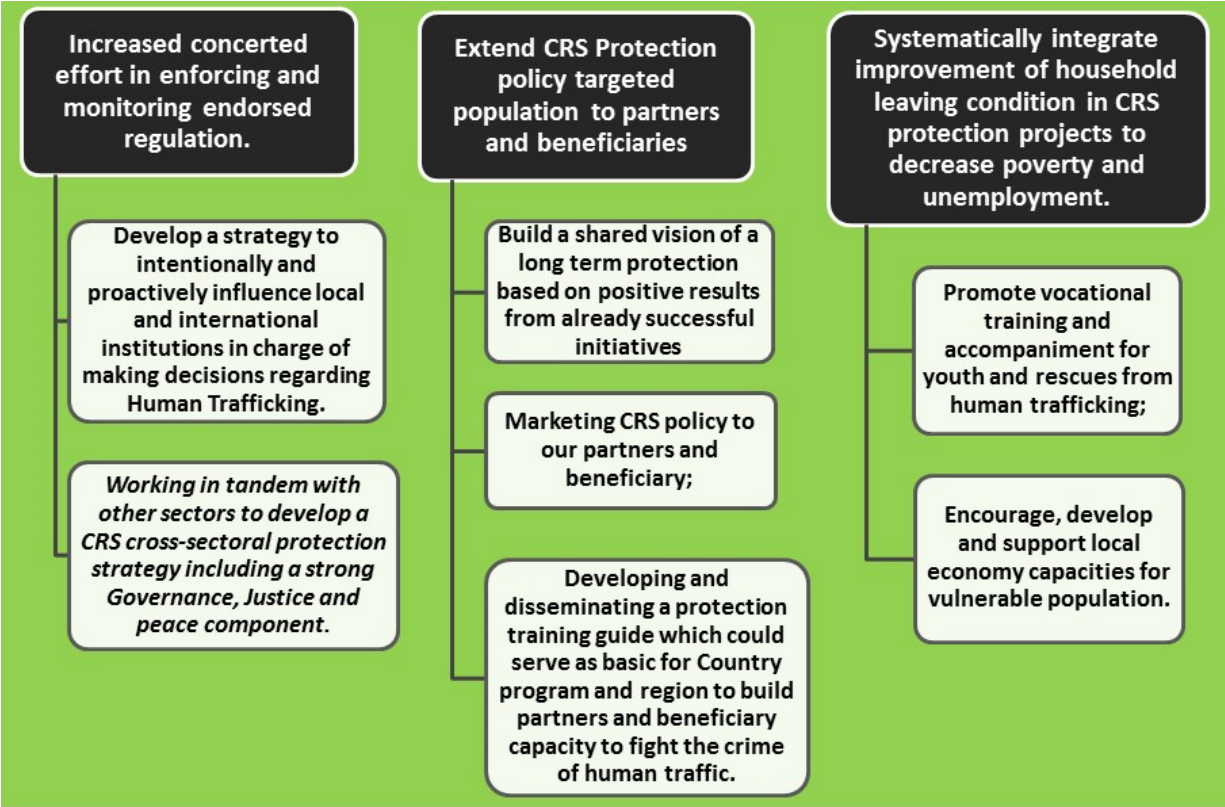 Increased concerted
effort in enforcing and
monitoring endorsed
regulation.
Develop a strategy to
intentionally and
proactively influence local
and international
institutions in charge of
making decisions regarding
Human Trafficking.
Working in tandem with
other sectors to develop a
CRS cross-sectoral protection
strategy including a strong
Governance, Justice and
peace component.
Extend CRS Protection
policy targeted
population to partners
and beneficiaries
Build a shared vision of a
long term protection
based on positive results
from already successful
initiatives
Marketing CRS policy to
our partners and
beneficiary;
Developing and
disseminating a protection
training guide which could
serve as basic for Country
program and region to build
partners and beneficiary
capacity to fight the crime
of human traffic.
Systematically integrate
improvement of household
leaving condition in CRS
protection projects to
decrease poverty and
unemployment.
Promote vocational
training and
accompaniment for
youth and rescues from
human trafficking;
Encourage, develop
and support local
economy capacities for
vulnerable population.